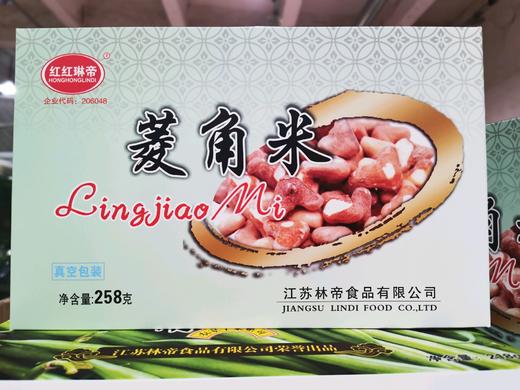 红红琳帝
HONGHONGLINDI
企业代码：206048
菱角米
Lingjiao Mi
真空包装
净含量:258克
江苏林帝食品有限公司
JIANGSU LINDI FOOD CO.,LTD
江苏林帝食品有限公司荣誉出品